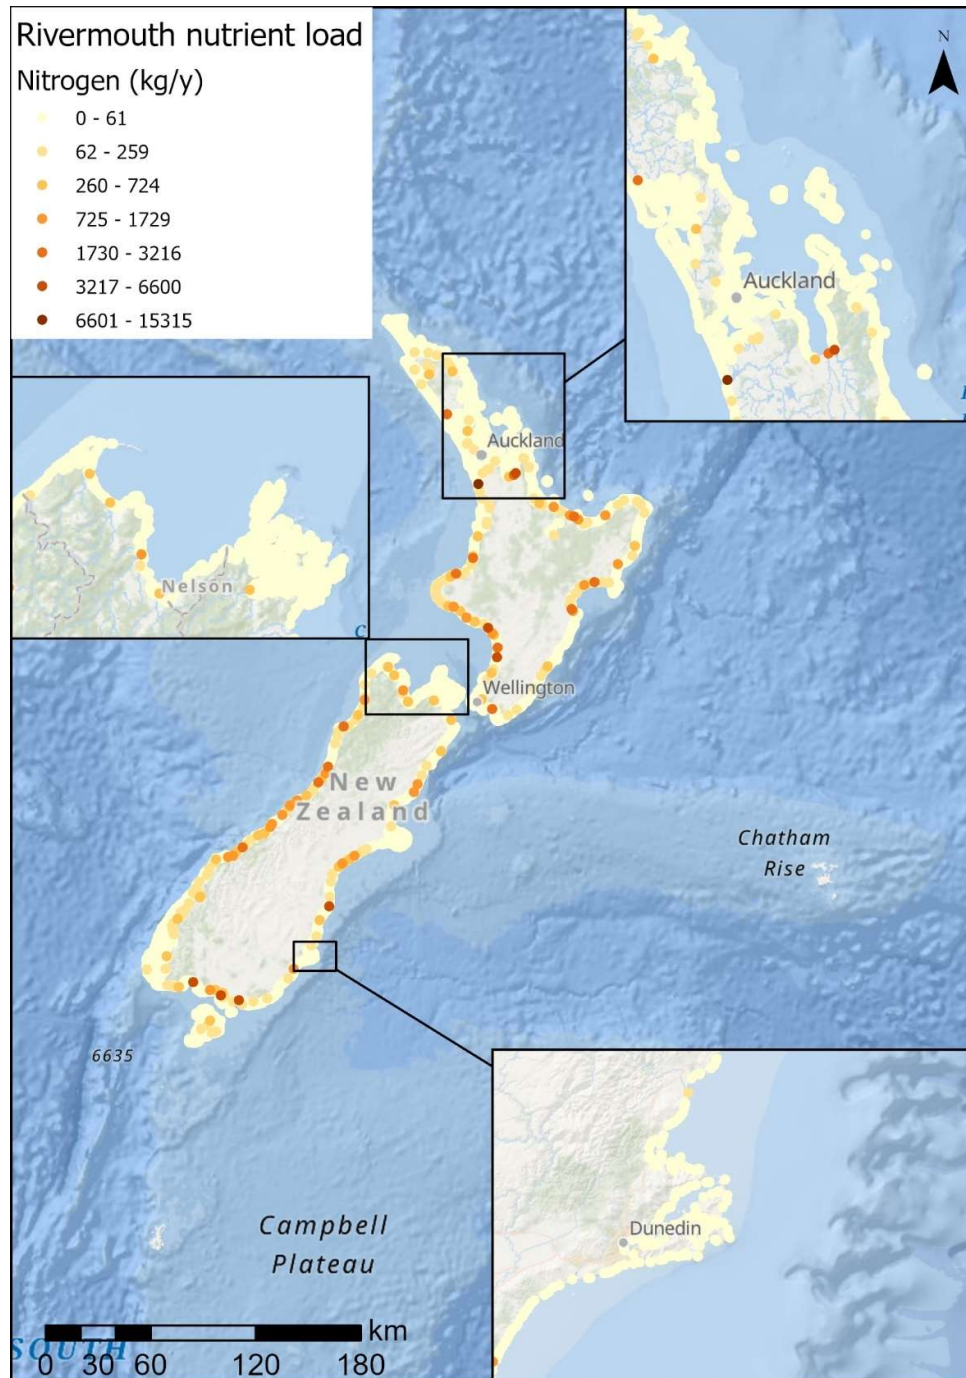 Rivermouth nutrient load
Nitrogen (kg/y)
0 - 61
62 - 259
260 - 724
725 - 1729
1730 - 3216
3217 - 6600
6601 - 15315
N
Auckland
Auckland
Nelson
C
Wellington
New
Zealand
Chatham
Rise
6635
Dunedin
Campbell
Plateau
SOUTH
km
0 30 60 120 180